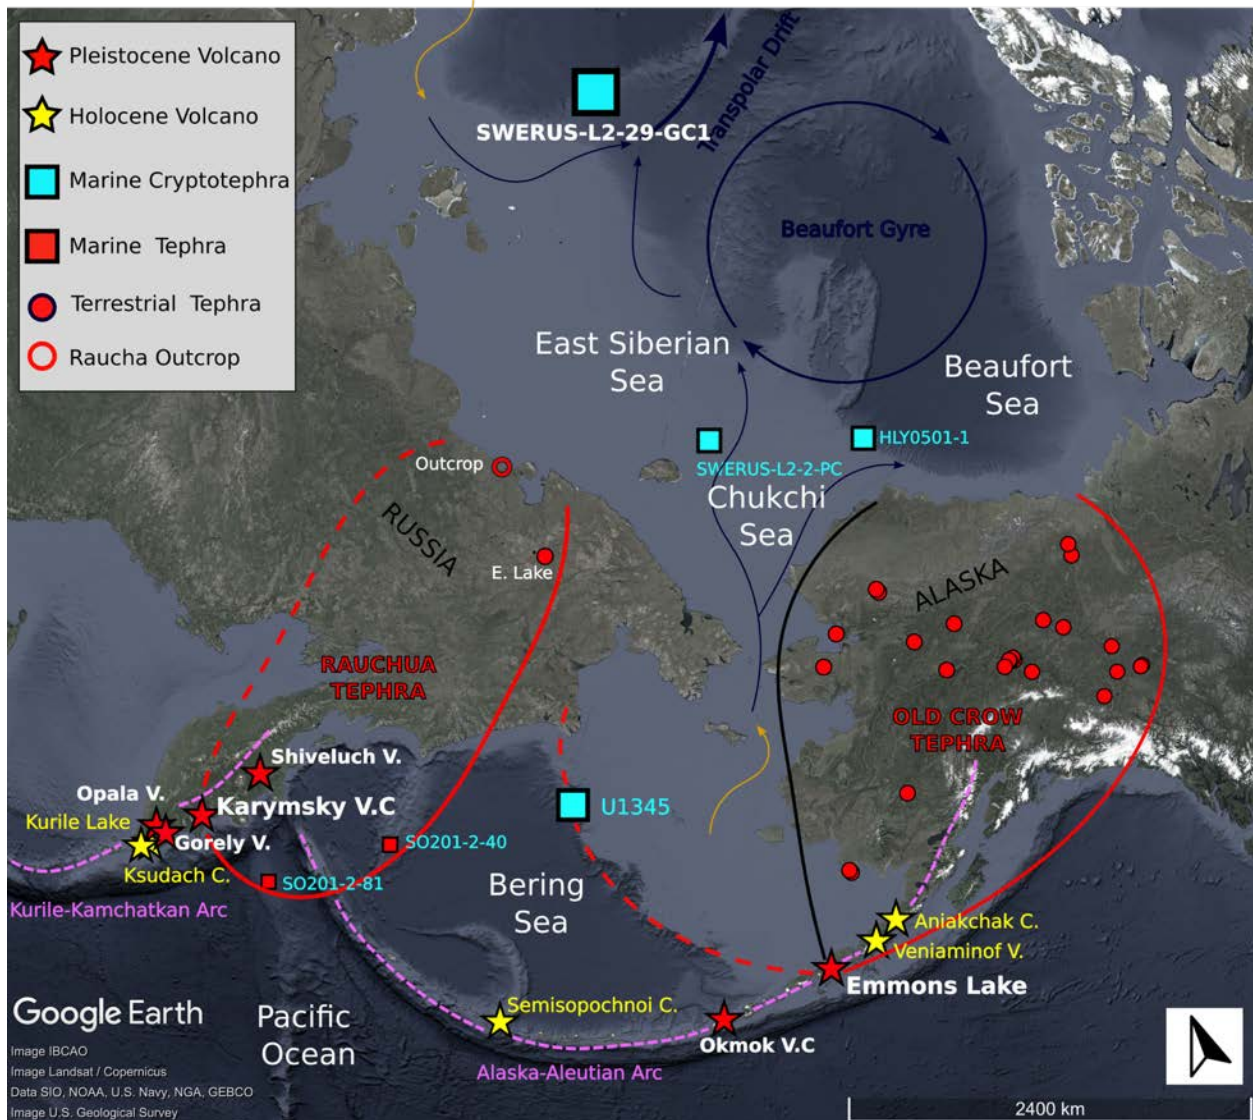 Pleistocene Volcano
Holocene Volcano
Marine Cryptotephra
Marine Tephra
Terrestrial Tephra
Raucha Outcrop
SWERUS-L2-29-GC1
Transpolar Drift
Beaufort Gyre
East Siberian
Sea
Beaufort
Sea
HLY0501-1
SWERUS-L2-2-PC
Chukchi
Sea
Outcrop
RUSSIA
E. Lake
ALASKA
RAUCHUA
TEPHRA
OLD CROW
TEPHRA
Shiveluch V.
Opala V.
Karymsky V.C
Kurile Lake
Gorely V.
Ksudach C.
Kurile-Kamchatkan Arc
U1345
SO201-2-40
SO201-2-81
Bering
Sea
Aniakchak C.
Veniaminof V.
Emmons Lake
Semisopochnoi C.
Okmok V.C
Alaska-Aleutian Arc
Pacific
Ocean
Google Earth
Image IBCAO
Image Landsat / Copernicus
Data SIO, NOAA, U.S. Navy, NGA, GEBCO
Image U.S. Geological Survey
2400 km